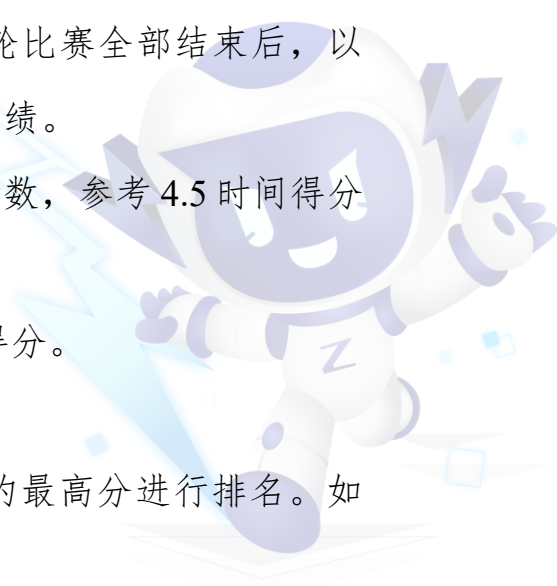 轮比赛全部结束后，以
绩。
数，参考 4.5 时间得分
得分。
的最高分进行排名。如
Z